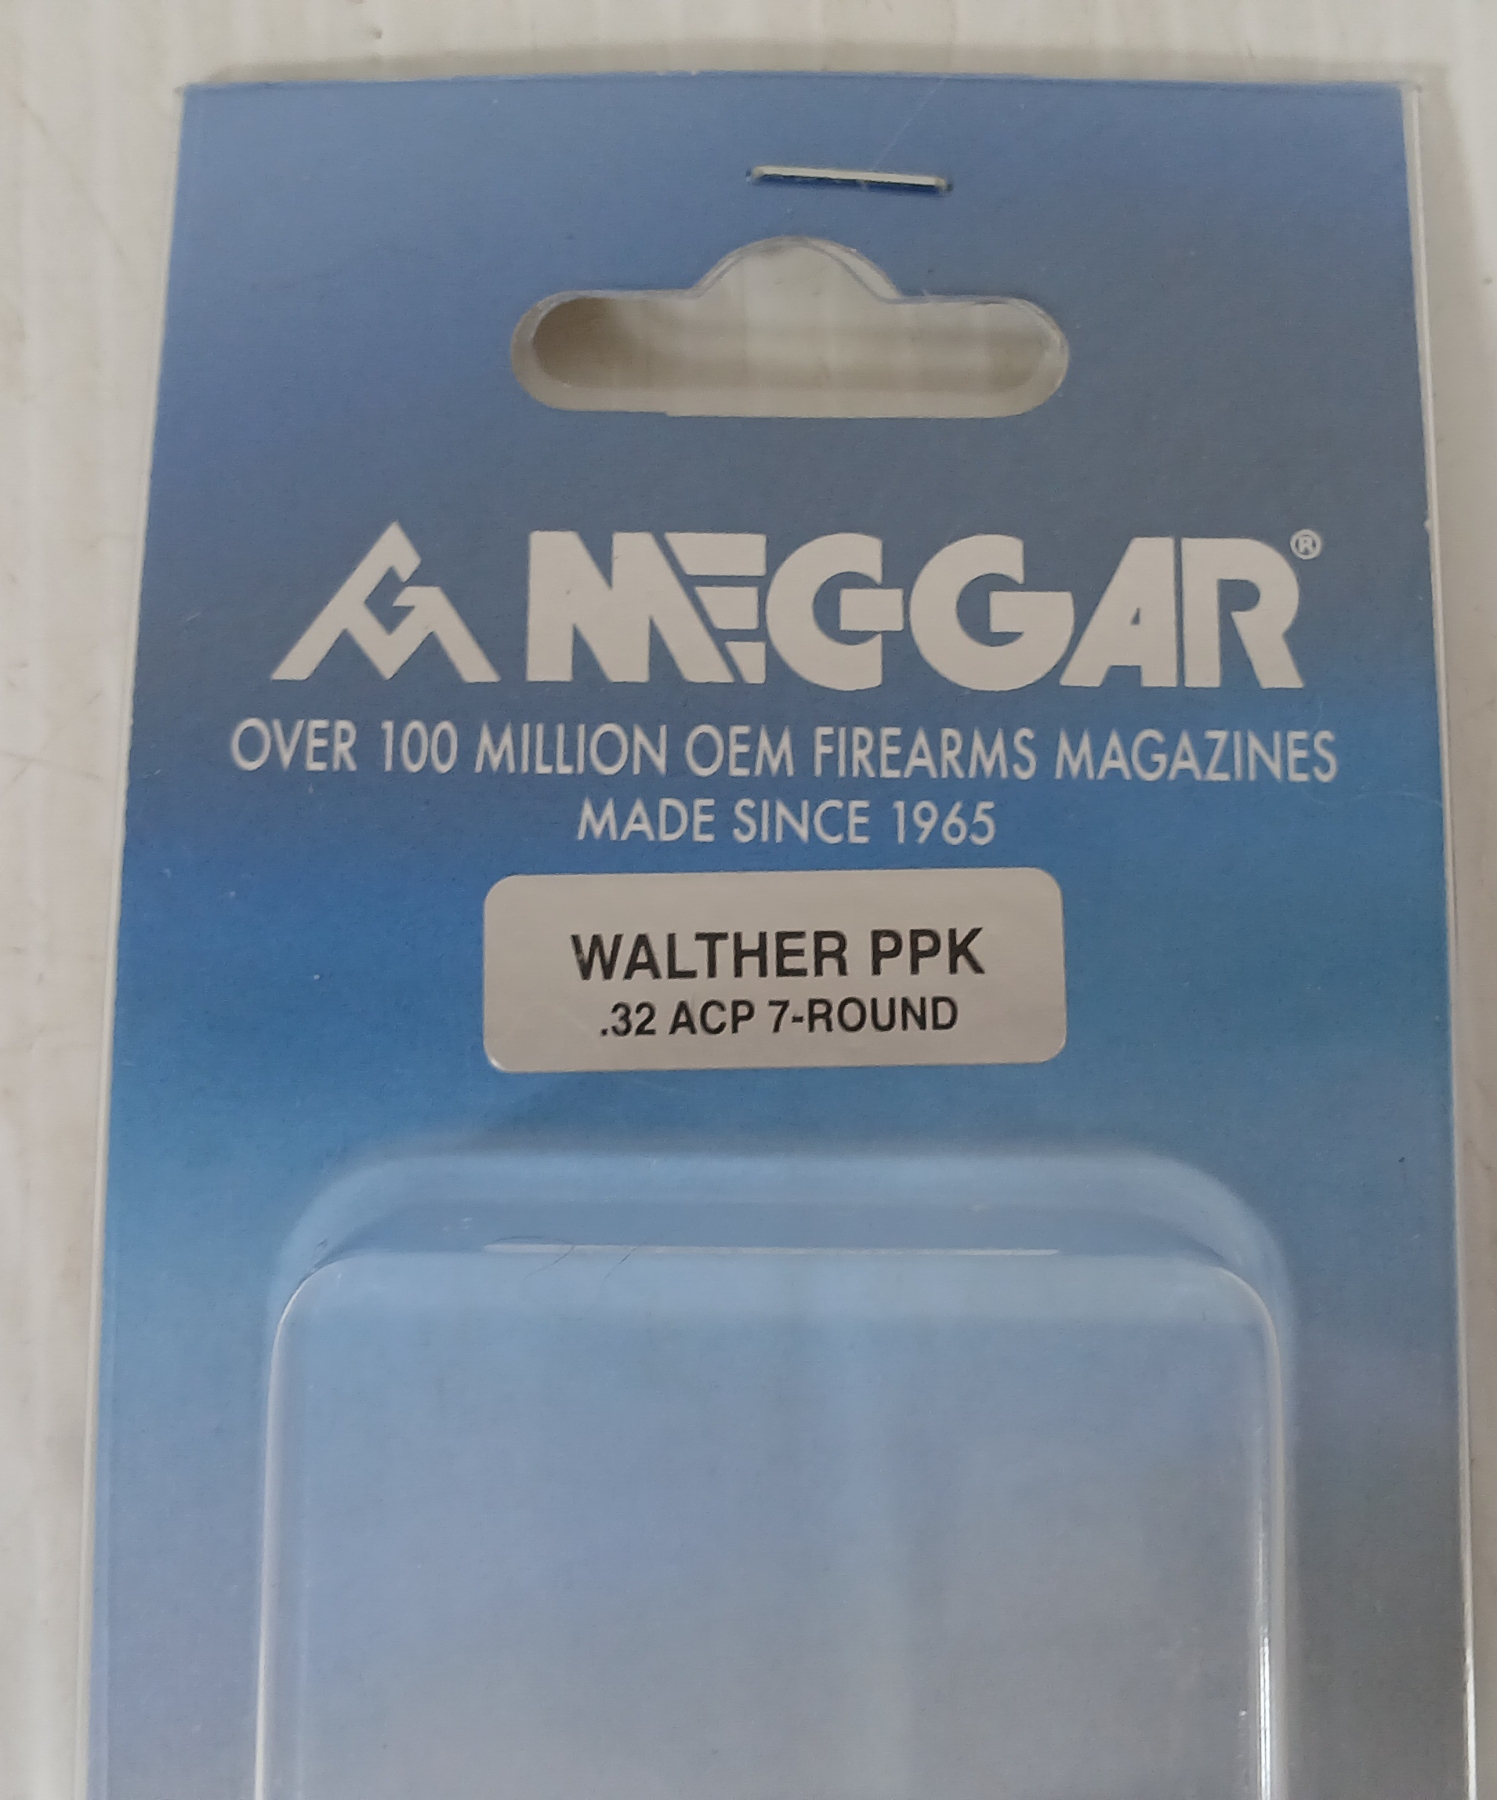 MEC-GAR®
OVER 100 MILLION OEM FIREARMS MAGAZINES
MADE SINCE 1965
WALTHER PPK
.32 ACP 7-ROUND